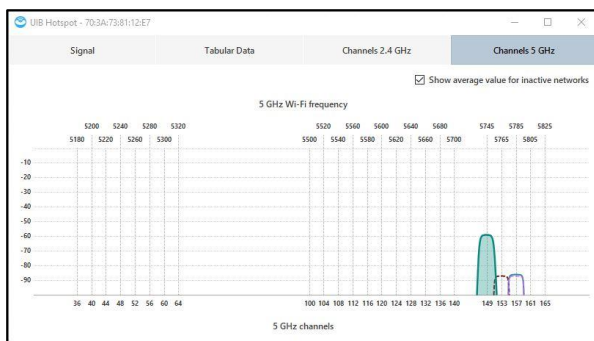 UIB Hotspot - 70:3A:73:81:12:E7
Signal Tabular Data Channels 2.4 GHz Channels 5 GHz
Show average value for inactive networks
5 GHz Wi-Fi frequency
5200 5240 5280 5320 5520 5560 5600 5640 5680 5745 5785 5825
5180 5220 5260 5300 5500 5540 5580 5620 5660 5700 5765 5805
-10
-20
-30
-40
-50
-60
-70
-80
-90
36 40 44 48 52 56 60 64 100 104 108 112 116 120 124 128 132 136 140 149 153 157 161 165
5 GHz channels